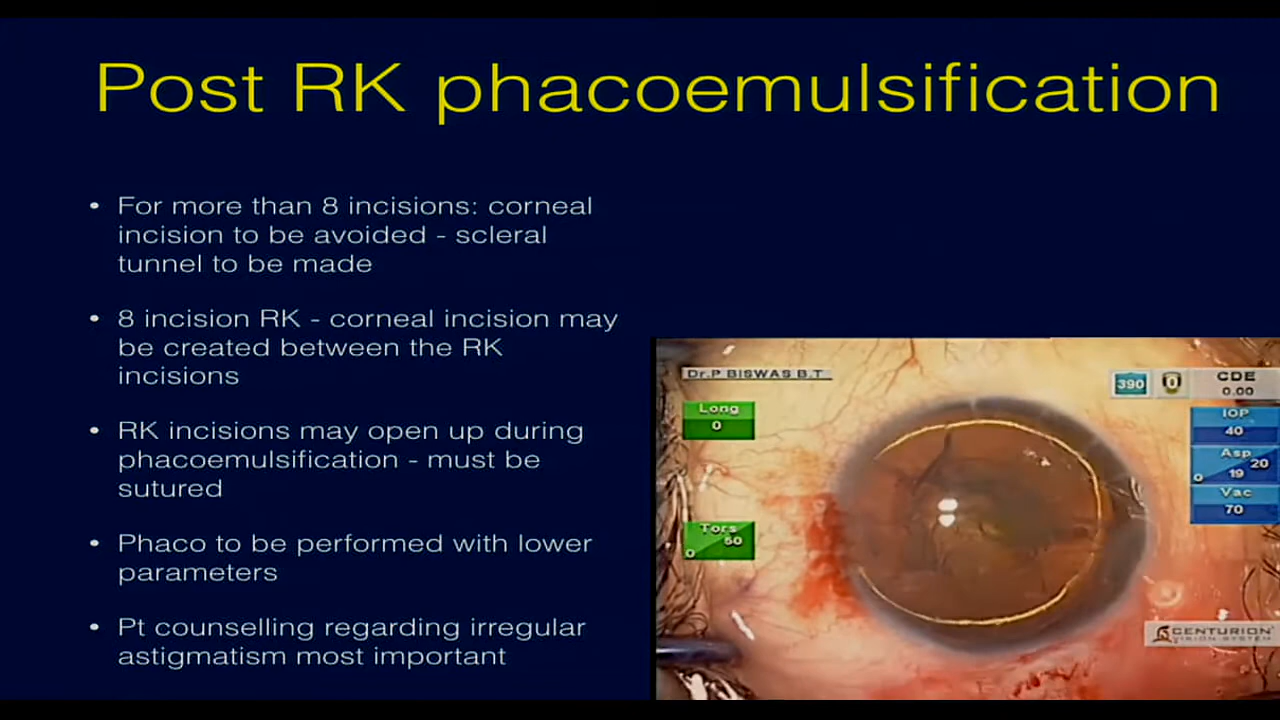 Post RK phacoemulsification
• For more than 8 incisions: corneal
incision to be avoided - scleral
tunnel to be made
• 8 incision RK - corneal incision may
be created between the RK
incisions
• RK incisions may open up during
phacoemulsification - must be
sutured
• Phaco to be performed with lower
parameters
• Pt counselling regarding irregular
astigmatism most important
Dr.P BISWAS B.T
Long
0
Tors
0 50
390
0
CDE
0.00
IOP
40
Asp
0 19 20
Vac
70
CENTURION
VISION SYSTEM